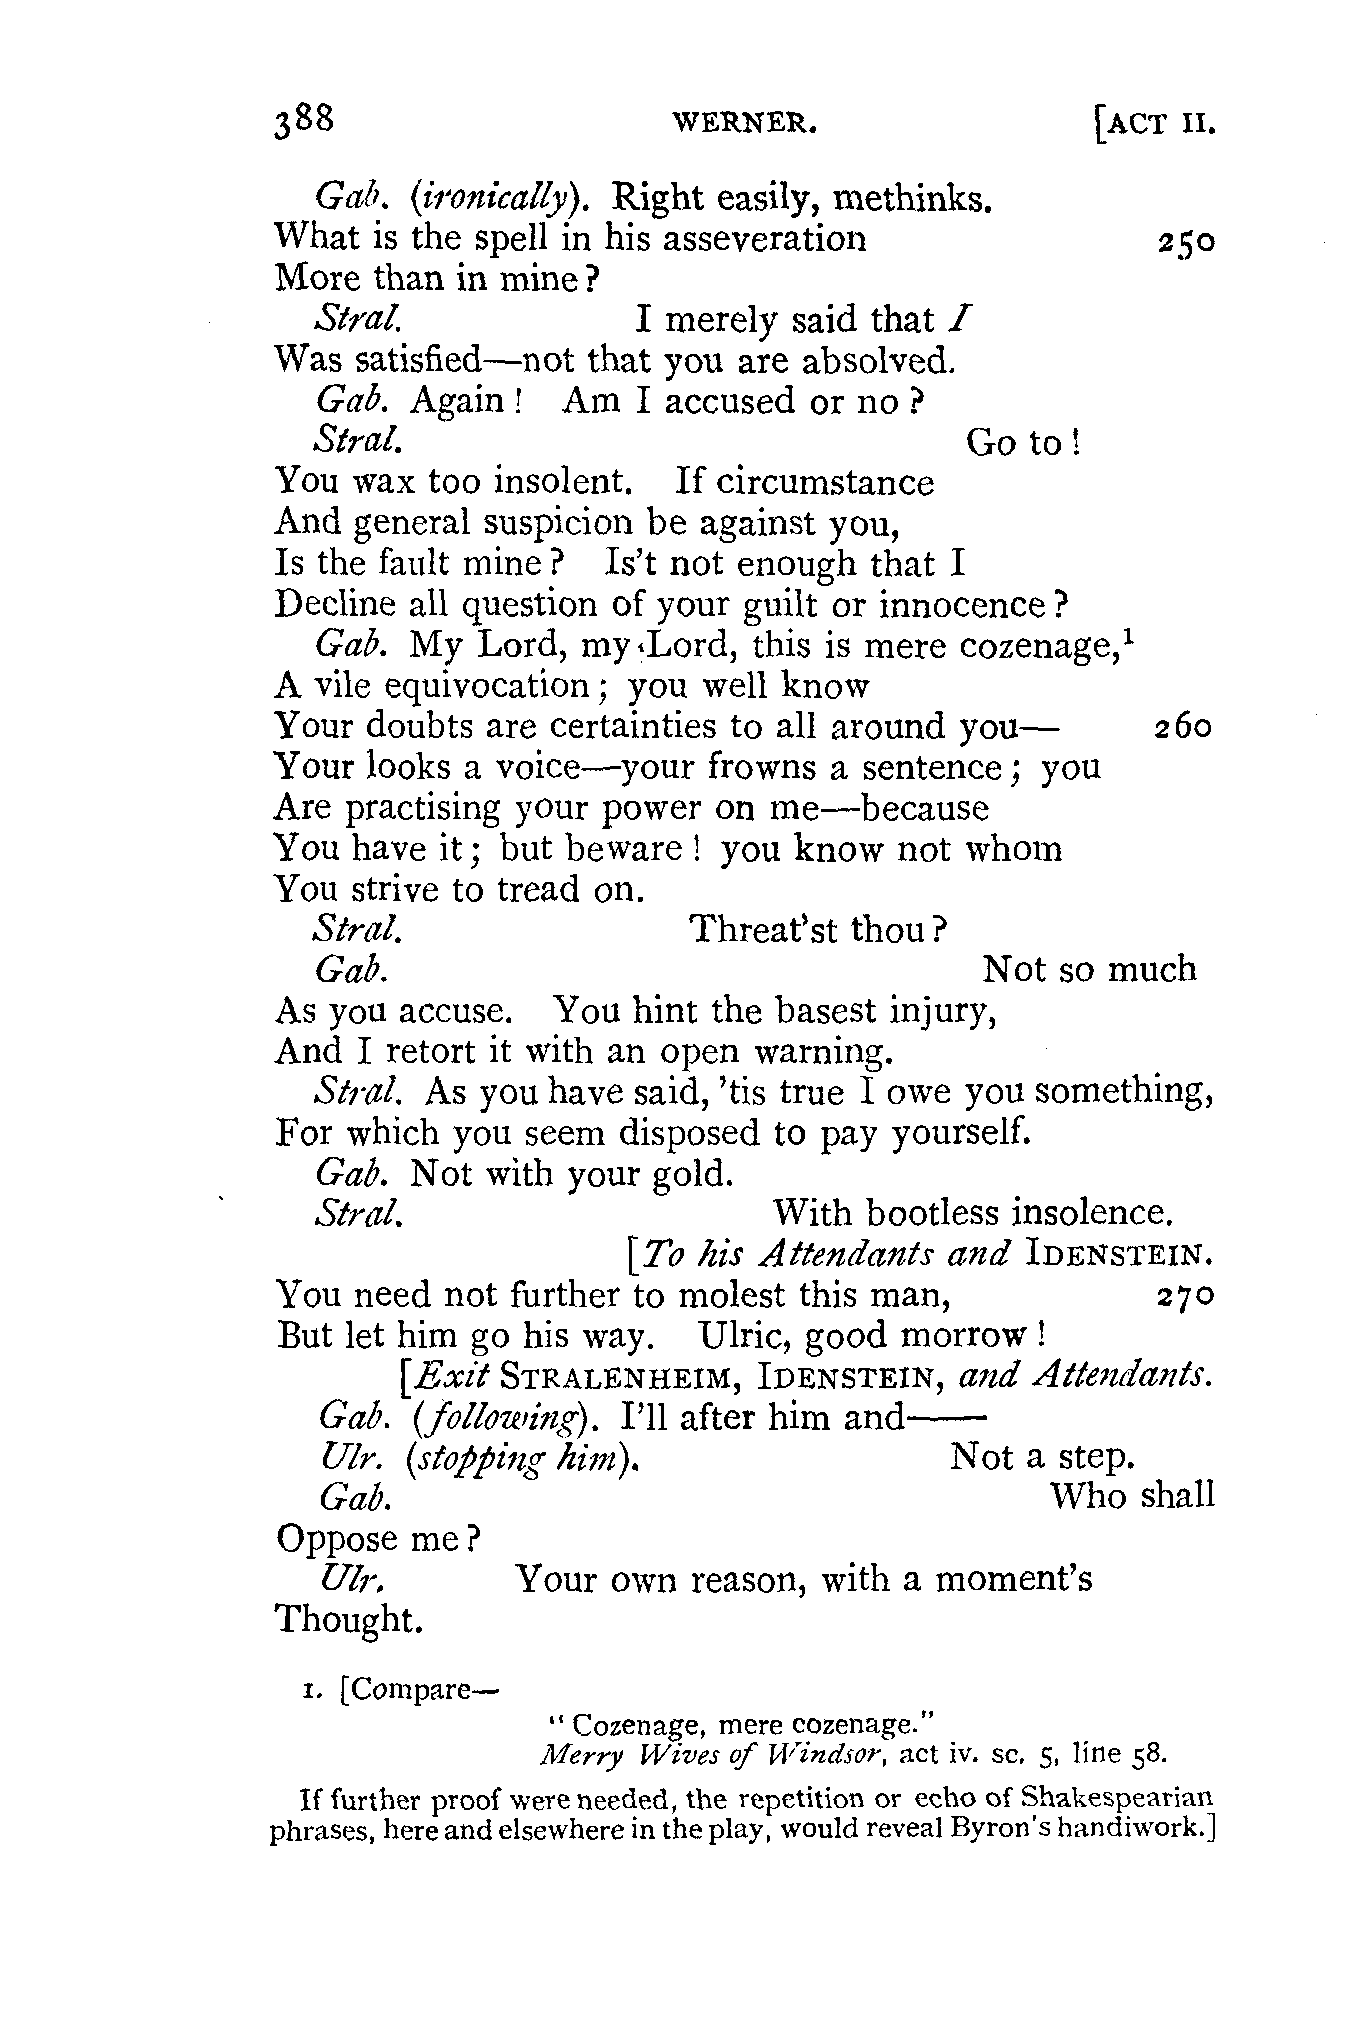 388 WERNER. [ACT II.
Gab. (ironically). Right easily, methinks.
What is the spell in his asseveration 250
More than in mine?
Stral. I merely said that I
Was satisfied—not that you are absolved.
Gab. Again! Am I accused or no?
Stral. Go to!
You wax too insolent. If circumstance
And general suspicion be against you,
Is the fault mine? Is't not enough that I
Decline all question of your guilt or innocence?
Gab. My Lord, my Lord, this is mere cozenage,¹
A vile equivocation; you well know
Your doubts are certainties to all around you— 260
Your looks a voice—your frowns a sentence; you
Are practising your power on me—because
You have it; but beware! you know not whom
You strive to tread on.
Stral. Threat'st thou?
Gab. Not so much
As you accuse. You hint the basest injury,
And I retort it with an open warning.
Stral. As you have said, 'tis true I owe you something,
For which you seem disposed to pay yourself.
Gab. Not with your gold.
Stral. With bootless insolence.
[To his Attendants and IDENSTEIN.
You need not further to molest this man, 270
But let him go his way. Ulric, good morrow!
[Exit STRALENHEIM, IDENSTEIN, and Attendants.
Gab. (following). I'll after him and——
Ulr. (stopping him). Not a step.
Gab. Who shall
Oppose me?
Ulr. Your own reason, with a moment's
Thought.
1. [Compare—
"Cozenage, mere cozenage."
Merry Wives of Windsor, act iv. sc. 5, line 58.
If further proof were needed, the repetition or echo of Shakespearian
phrases, here and elsewhere in the play, would reveal Byron's handiwork.]